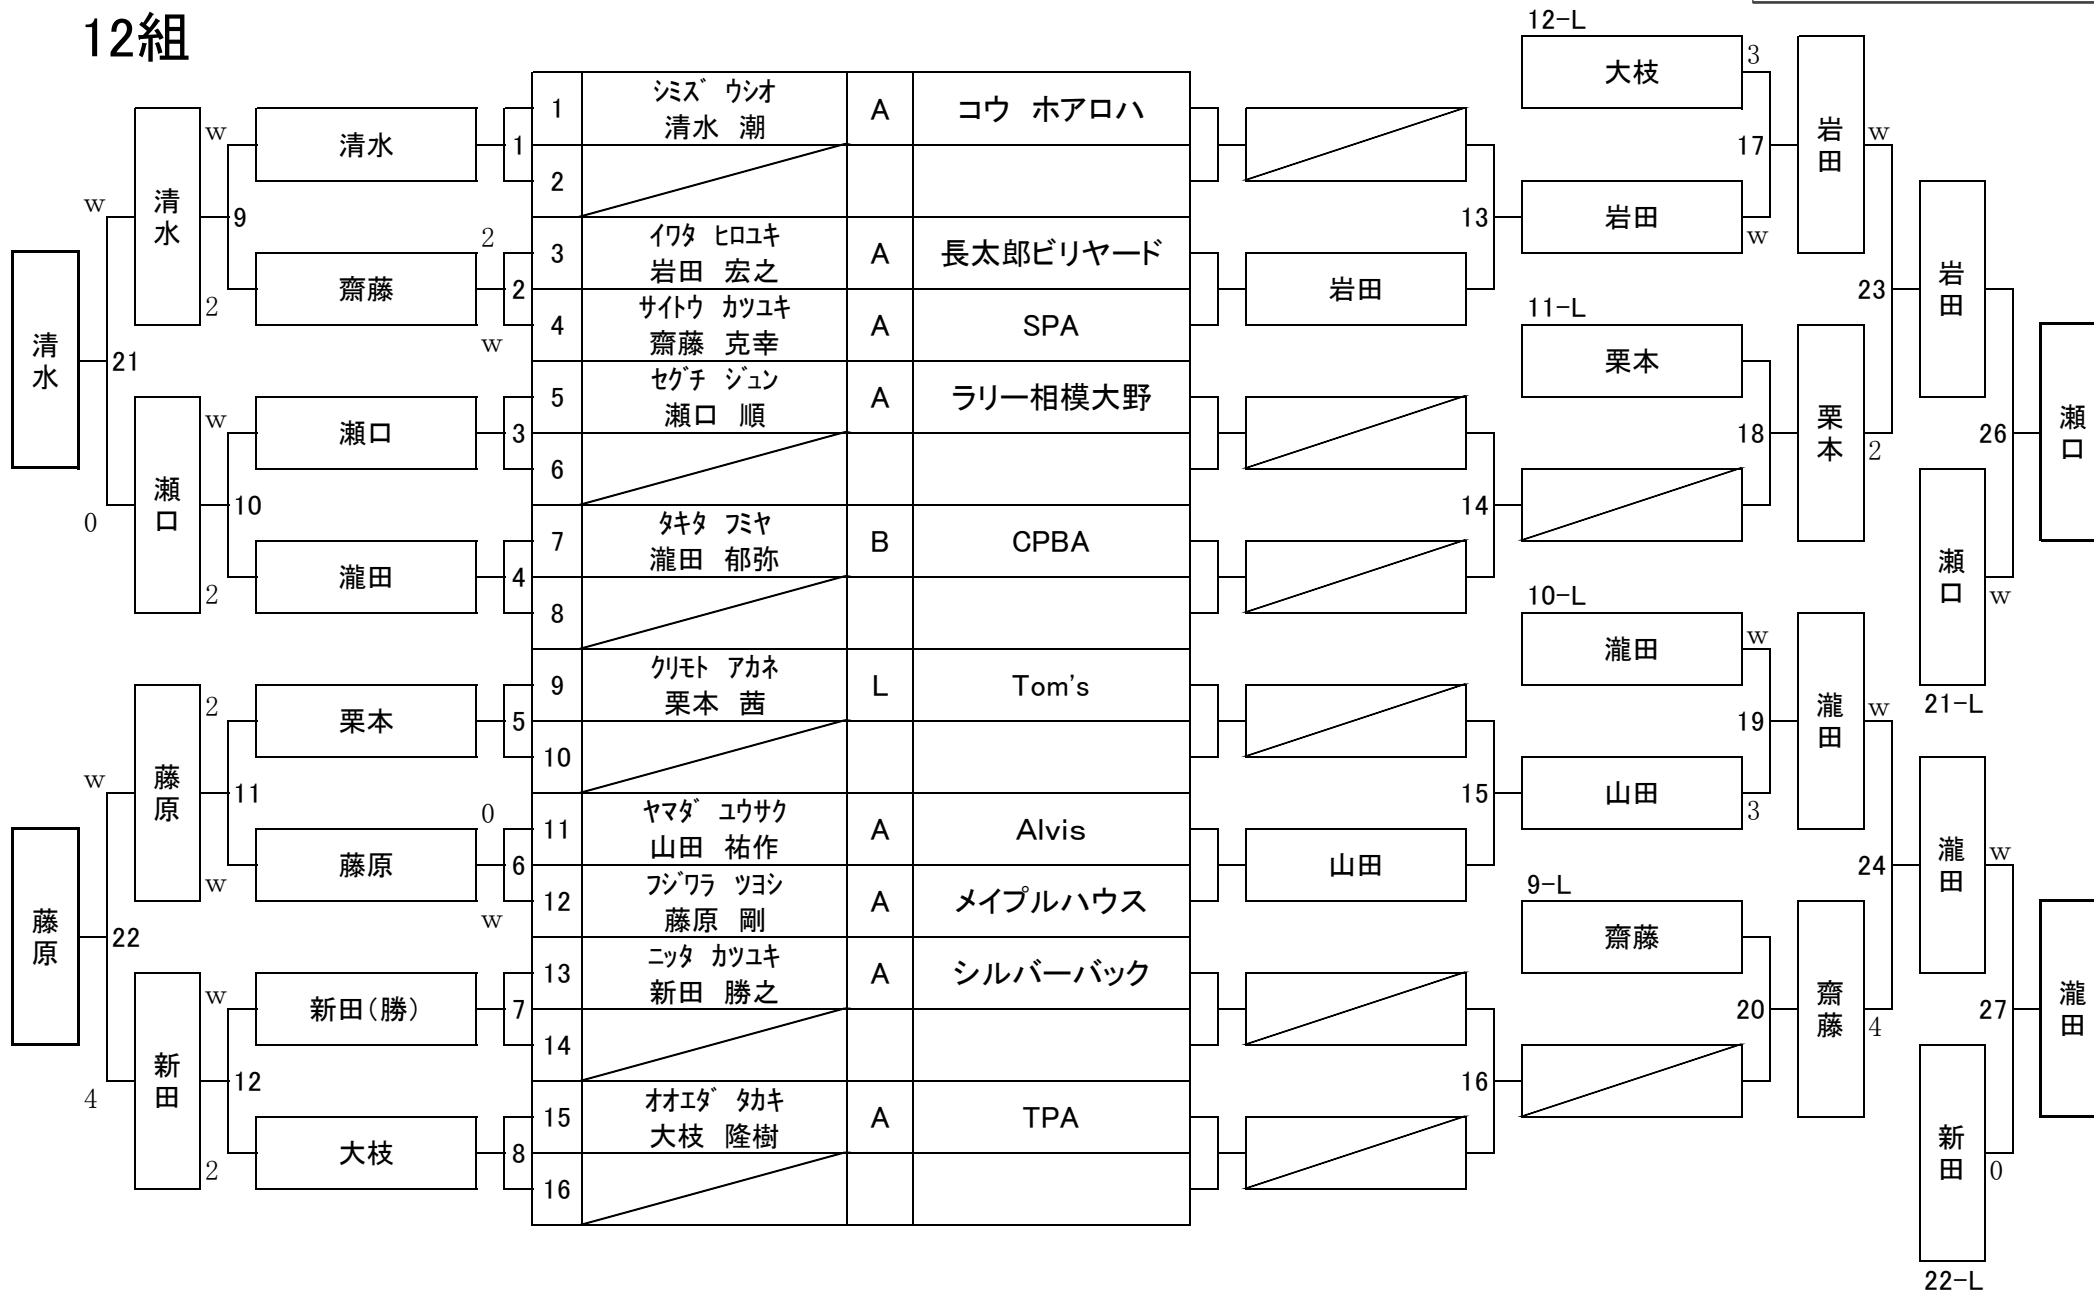 12組
1
シミズ ウシオ
清水 潮
A
コウ ホアロハ
2
3
イワタ ヒロユキ
岩田 宏之
A
長太郎ビリヤード
4
サイトウ カツユキ
齋藤 克幸
A
SPA
5
セグチ ジュン
瀬口 順
A
ラリー相模大野
6
7
タキタ フミヤ
瀧田 郁弥
B
CPBA
8
9
クリモト アカネ
栗本 茜
L
Tom's
10
11
ヤマダ ユウサク
山田 祐作
A
Alvis
12
フジワラ ツヨシ
藤原 剛
A
メイプルハウス
13
ニッタ カツユキ
新田 勝之
A
シルバーバック
14
15
オオエダ タカキ
大枝 隆樹
A
TPA
16
清水
1
齋藤
2
2
w
瀬口
3
瀧田
4
栗本
5
藤原
0
6
w
新田(勝)
7
大枝
8
清水
w
9
2
瀬口
w
10
2
藤原
2
11
w
新田
w
12
2
清水
w
21
0
藤原
w
22
4
岩田
13
14
山田
15
16
12-L
大枝
3
17
岩田
w
11-L
栗本
18
10-L
瀧田
w
19
山田
3
9-L
齋藤
20
岩田
w
23
栗本
2
瀧田
w
24
齋藤
4
岩田
26
瀬口
w
21-L
瀧田
w
27
新田
0
22-L
瀬口
瀧田